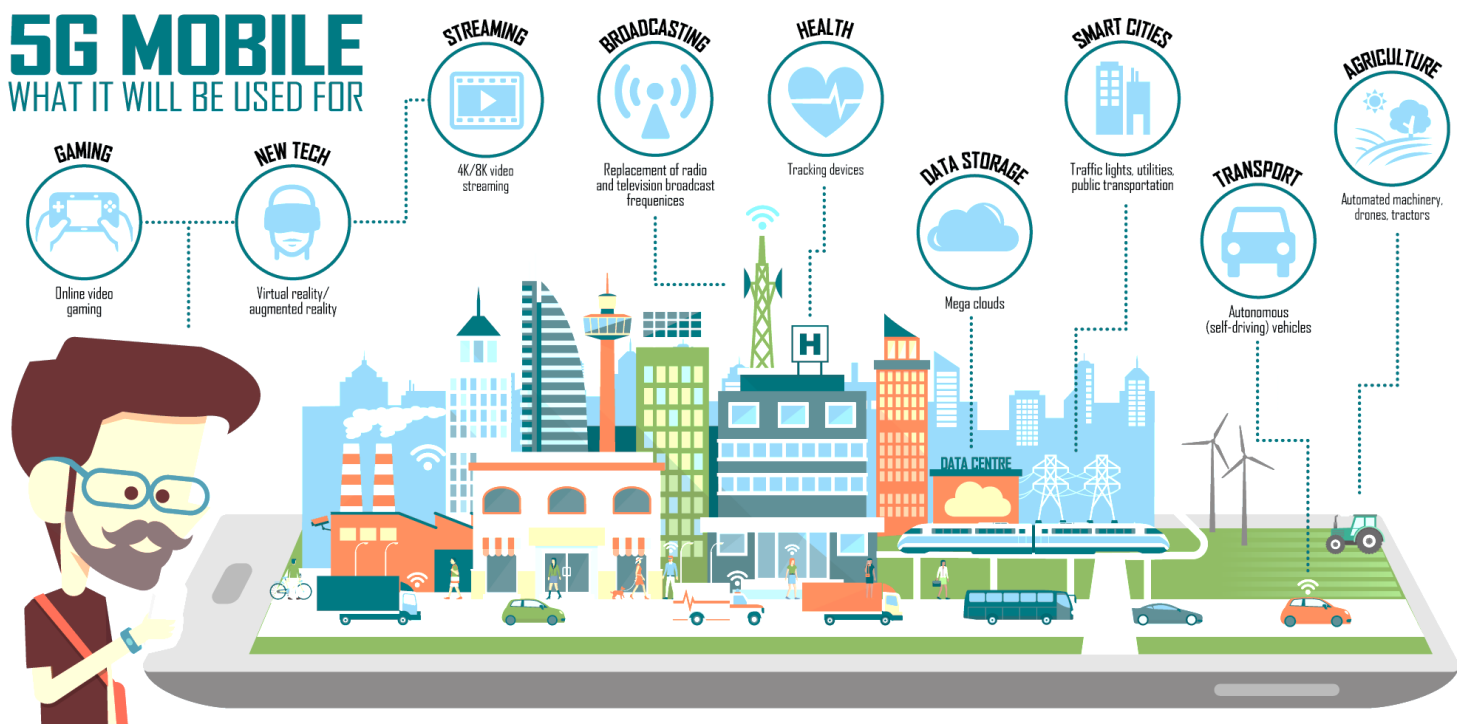 5G MOBILE
WHAT IT WILL BE USED FOR
GAMING
Online video
gaming
NEW TECH
Virtual reality/
augmented reality
STREAMING
4K/8K video
streaming
BROADCASTING
Replacement of radio
and television broadcast
frequenices
HEALTH
Tracking devices
DATA STORAGE
Mega clouds
SMART CITIES
Traffic lights, utilities,
public transportation
TRANSPORT
Autonomous
(self-driving) vehicles
AGRICULTURE
Automated machinery,
drones, tractors
H
DATA CENTRE